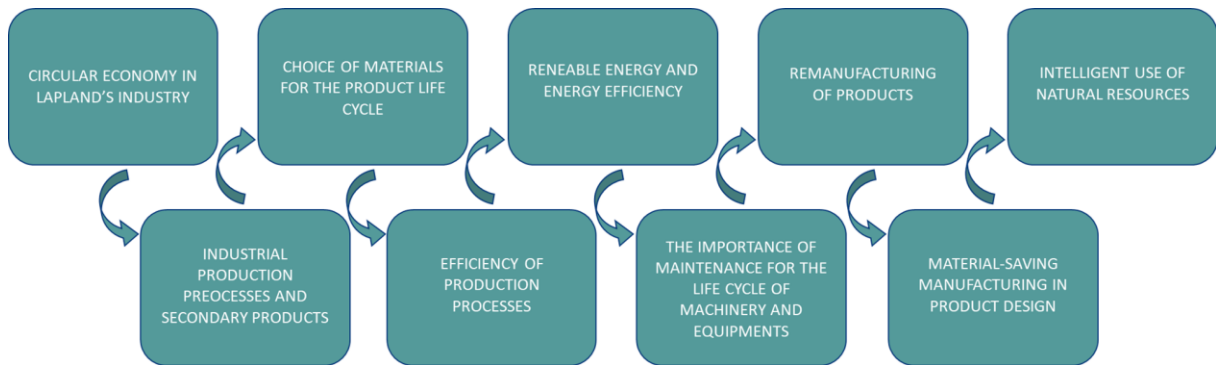 CIRCULAR ECONOMY IN
LAPLAND'S INDUSTRY
INDUSTRIAL
PRODUCTION
PREOCESSES AND
SECONDARY PRODUCTS
CHOICE OF MATERIALS
FOR THE PRODUCT LIFE
CYCLE
EFFICIENCY OF
PRODUCTION
PROCESSES
RENEABLE ENERGY AND
ENERGY EFFICIENCY
THE IMPORTANCE OF
MAINTENANCE FOR THE
LIFE CYCLE OF
MACHINERY AND
EQUIPMENTS
REMANUFACTURING
OF PRODUCTS
MATERIAL-SAVING
MANUFACTURING IN
PRODUCT DESIGN
INTELLIGENT USE OF
NATURAL RESOURCES